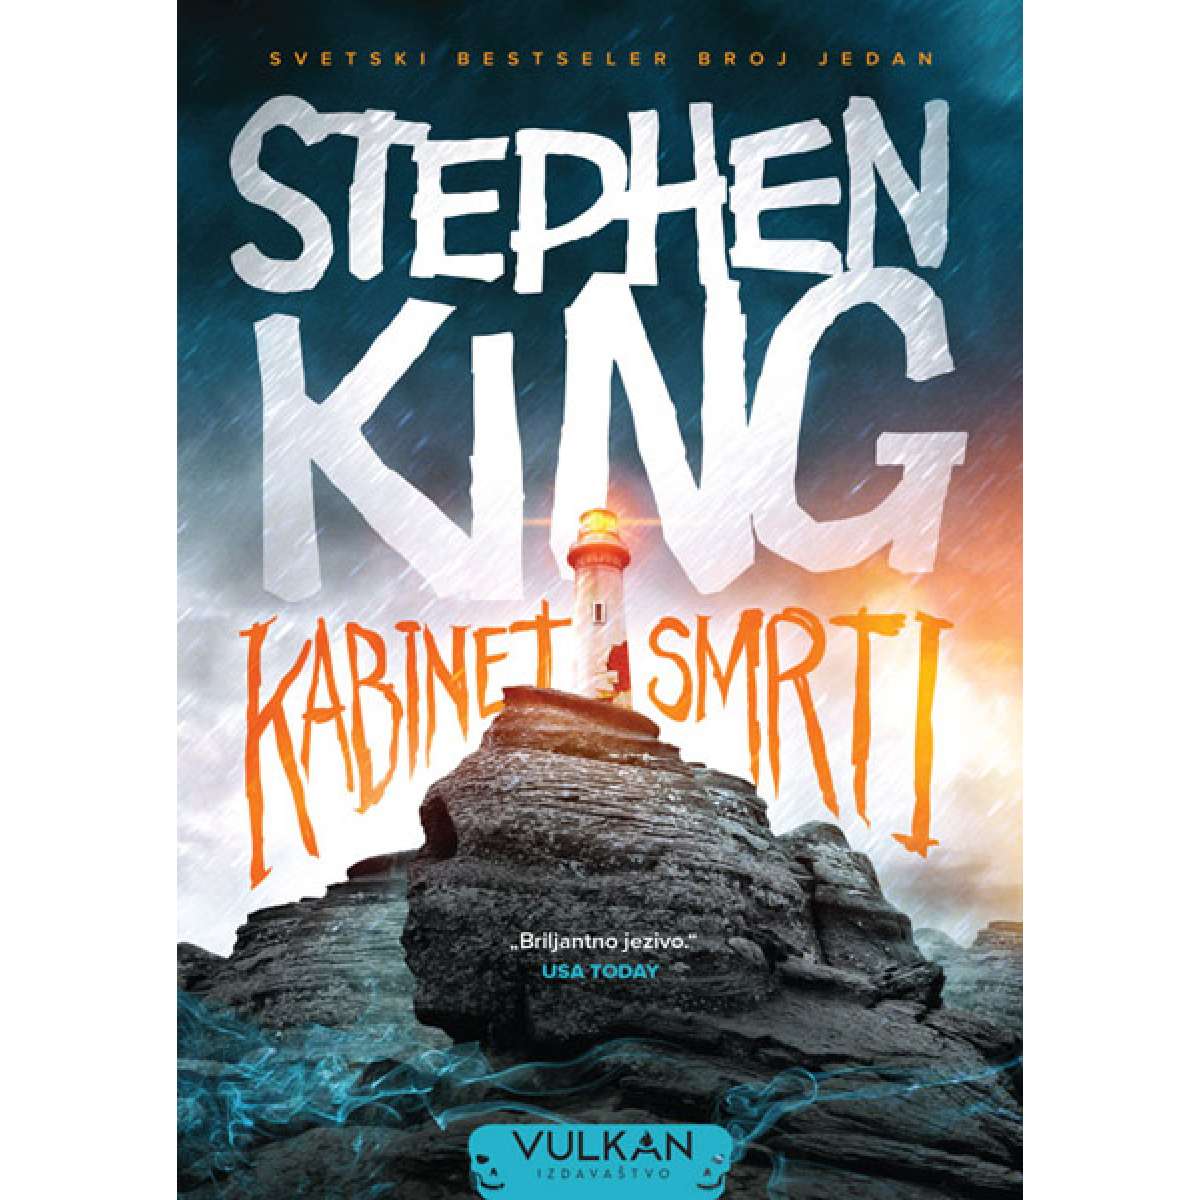 SVETSKI BESTSELER BROJ JEDAN
STEPHEN
KING
KABINET SMRTI
„Briljantno jezivo.“
USA TODAY
VULKAN
IZDAVAŠTVO